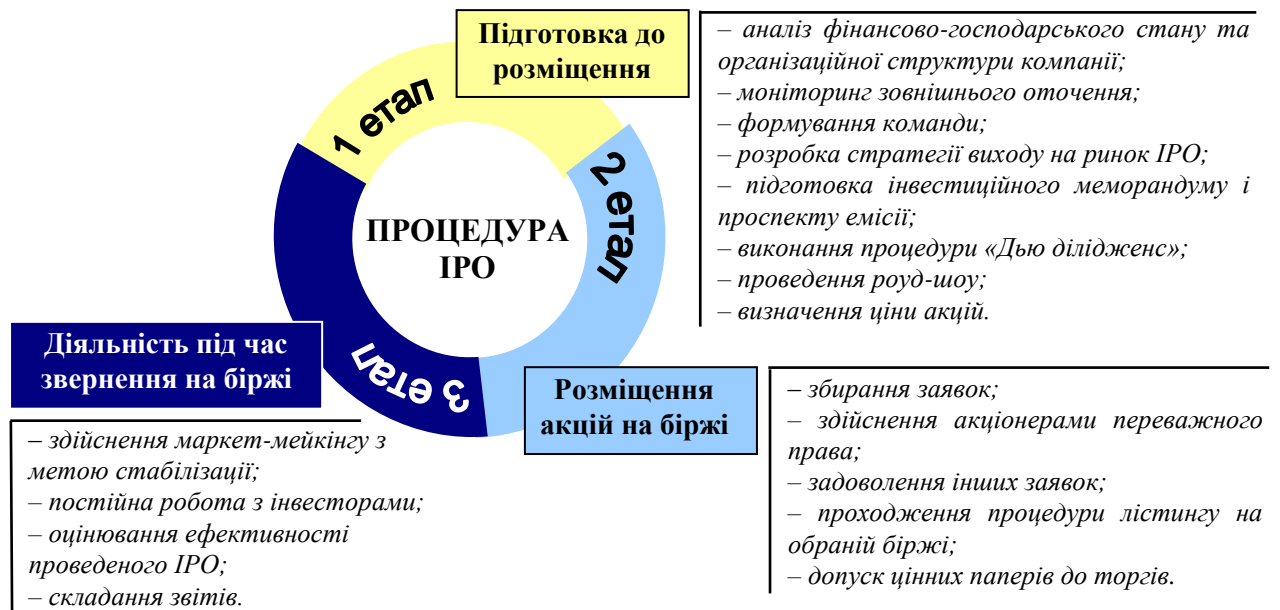 Підготовка до
розміщення
– аналіз фінансово-господарського стану та
організаційної структури компанії;
– моніторинг зовнішнього оточення;
– формування команди;
– розробка стратегії виходу на ринок IPO;
– підготовка інвестиційного меморандуму і
проспекту емісії;
– виконання процедури «Дью ділідженс»;
– проведення роуд-шоу;
– визначення ціни акцій.
1 етап
2 етап
3 етап
ПРОЦЕДУРА
IPO
Діяльність під час
звернення на біржі
– здійснення маркет-мейкінгу з
метою стабілізації;
– постійна робота з інвесторами;
– оцінювання ефективності
проведеного IPO;
– складання звітів.
Розміщення
акцій на біржі
– збирання заявок;
– здійснення акціонерами переважного
права;
– задоволення інших заявок;
– проходження процедури лістингу на
обраній біржі;
– допуск цінних паперів до торгів.